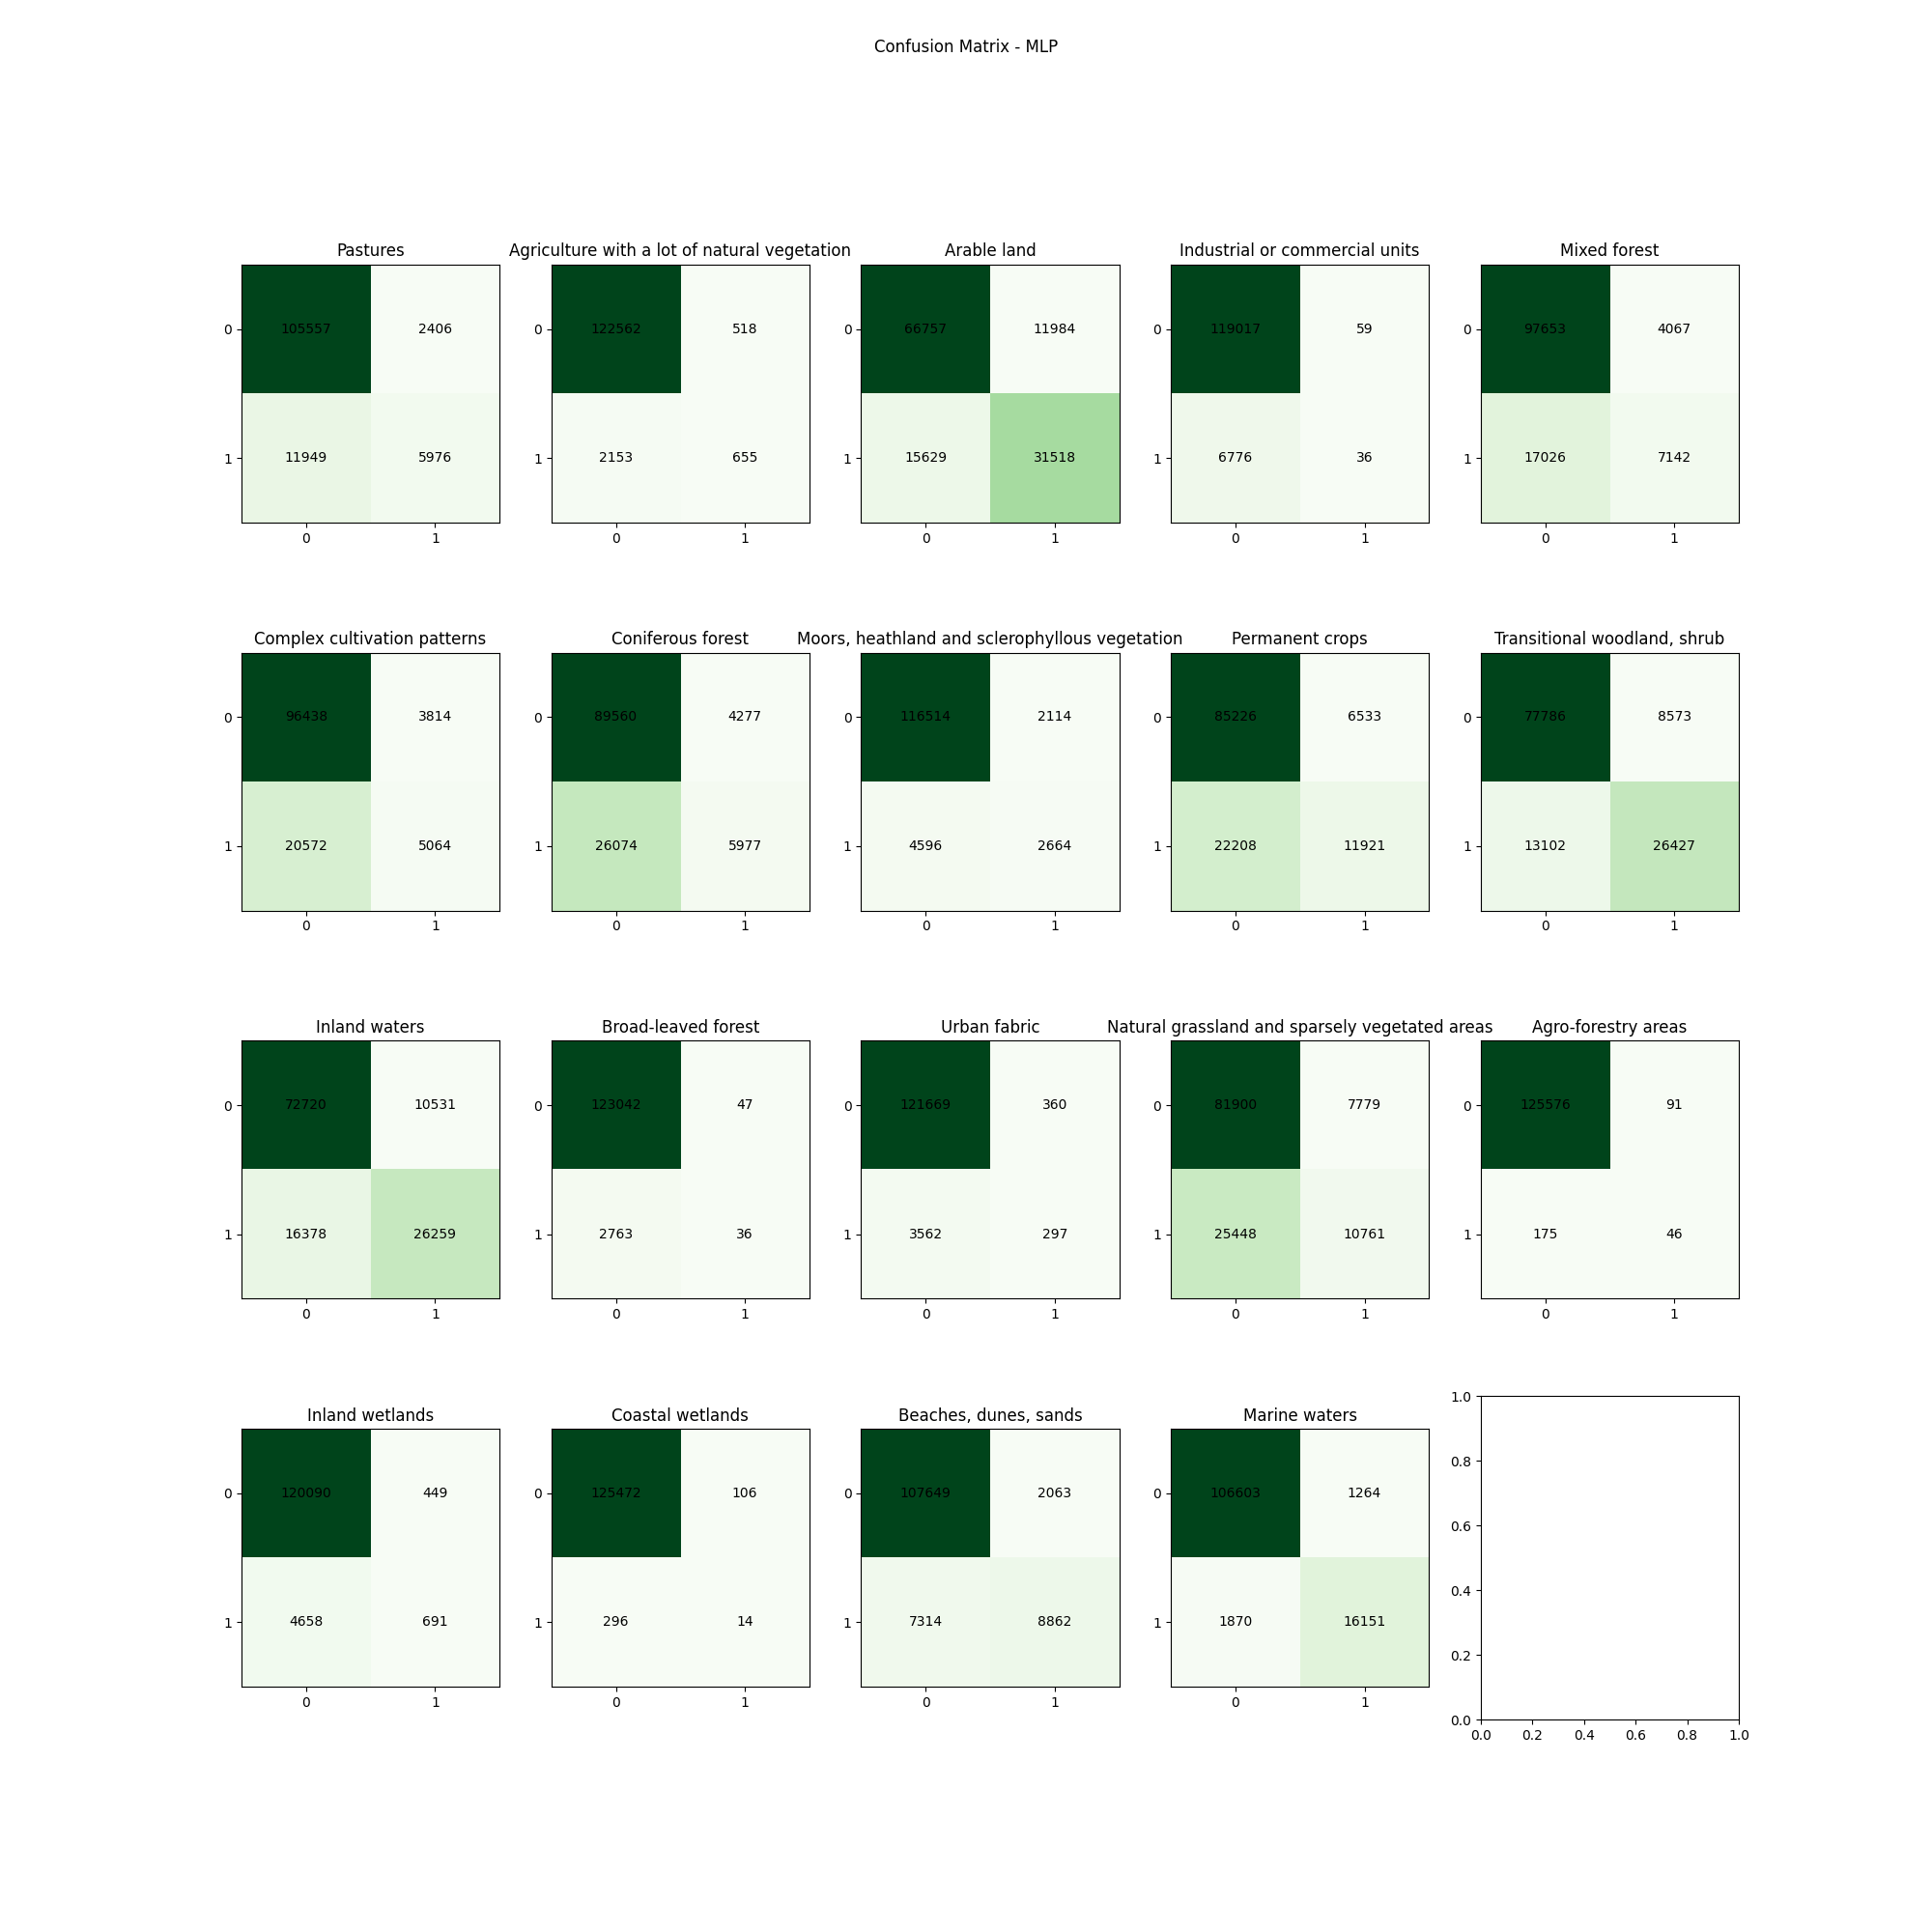 Confusion Matrix - MLP
Pastures
0 105557 2406
1 11949 5976
0 1
Agriculture with a lot of natural vegetation
0 122562 518
1 2153 655
0 1
Arable land
0 66757 11984
1 15629 31518
0 1
Industrial or commercial units
0 119017 59
1 6776 36
0 1
Mixed forest
0 97653 4067
1 17026 7142
0 1
Complex cultivation patterns
0 96438 3814
1 20572 5064
0 1
Coniferous forest
0 89560 4277
1 26074 5977
0 1
Moors, heathland and sclerophyllous vegetation
0 116514 2114
1 4596 2664
0 1
Permanent crops
0 85226 6533
1 22208 11921
0 1
Transitional woodland, shrub
0 77786 8573
1 13102 26427
0 1
Inland waters
0 72720 10531
1 16378 26259
0 1
Broad-leaved forest
0 123042 47
1 2763 36
0 1
Urban fabric
0 121669 360
1 3562 297
0 1
Natural grassland and sparsely vegetated areas
0 81900 7779
1 25448 10761
0 1
Agro-forestry areas
0 125576 91
1 175 46
0 1
Inland wetlands
0 120090 449
1 4658 691
0 1
Coastal wetlands
0 125472 106
1 296 14
0 1
Beaches, dunes, sands
0 107649 2063
1 7314 8862
0 1
Marine waters
0 106603 1264
1 1870 16151
0 1
1.0
0.8
0.6
0.4
0.2
0.0
0.0 0.2 0.4 0.6 0.8 1.0